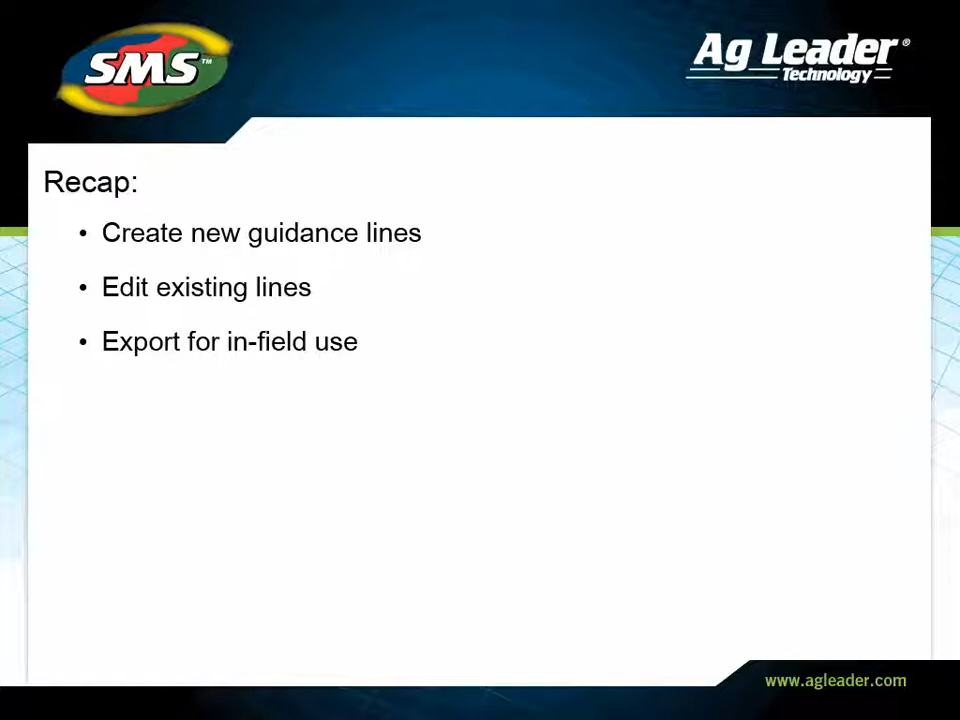 SMS™
Ag Leader®
Technology
Recap:
• Create new guidance lines
• Edit existing lines
• Export for in-field use
www.agleader.com